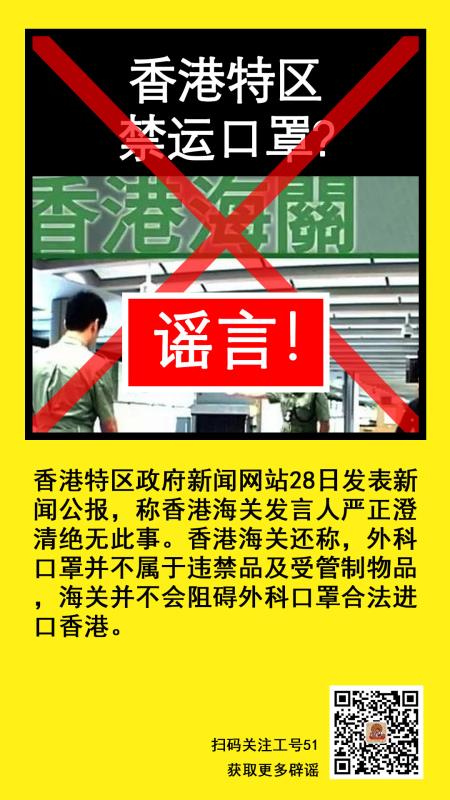 香港特区
禁运口罩?
香港海關
谣言!
香港特区政府新闻网站28日发表新
闻公报，称香港海关发言人严正澄
清绝无此事。香港海关还称，外科
口罩并不属于违禁品及受管制物品
，海关并不会阻碍外科口罩合法进
口香港。
扫码关注工号51
获取更多辟谣